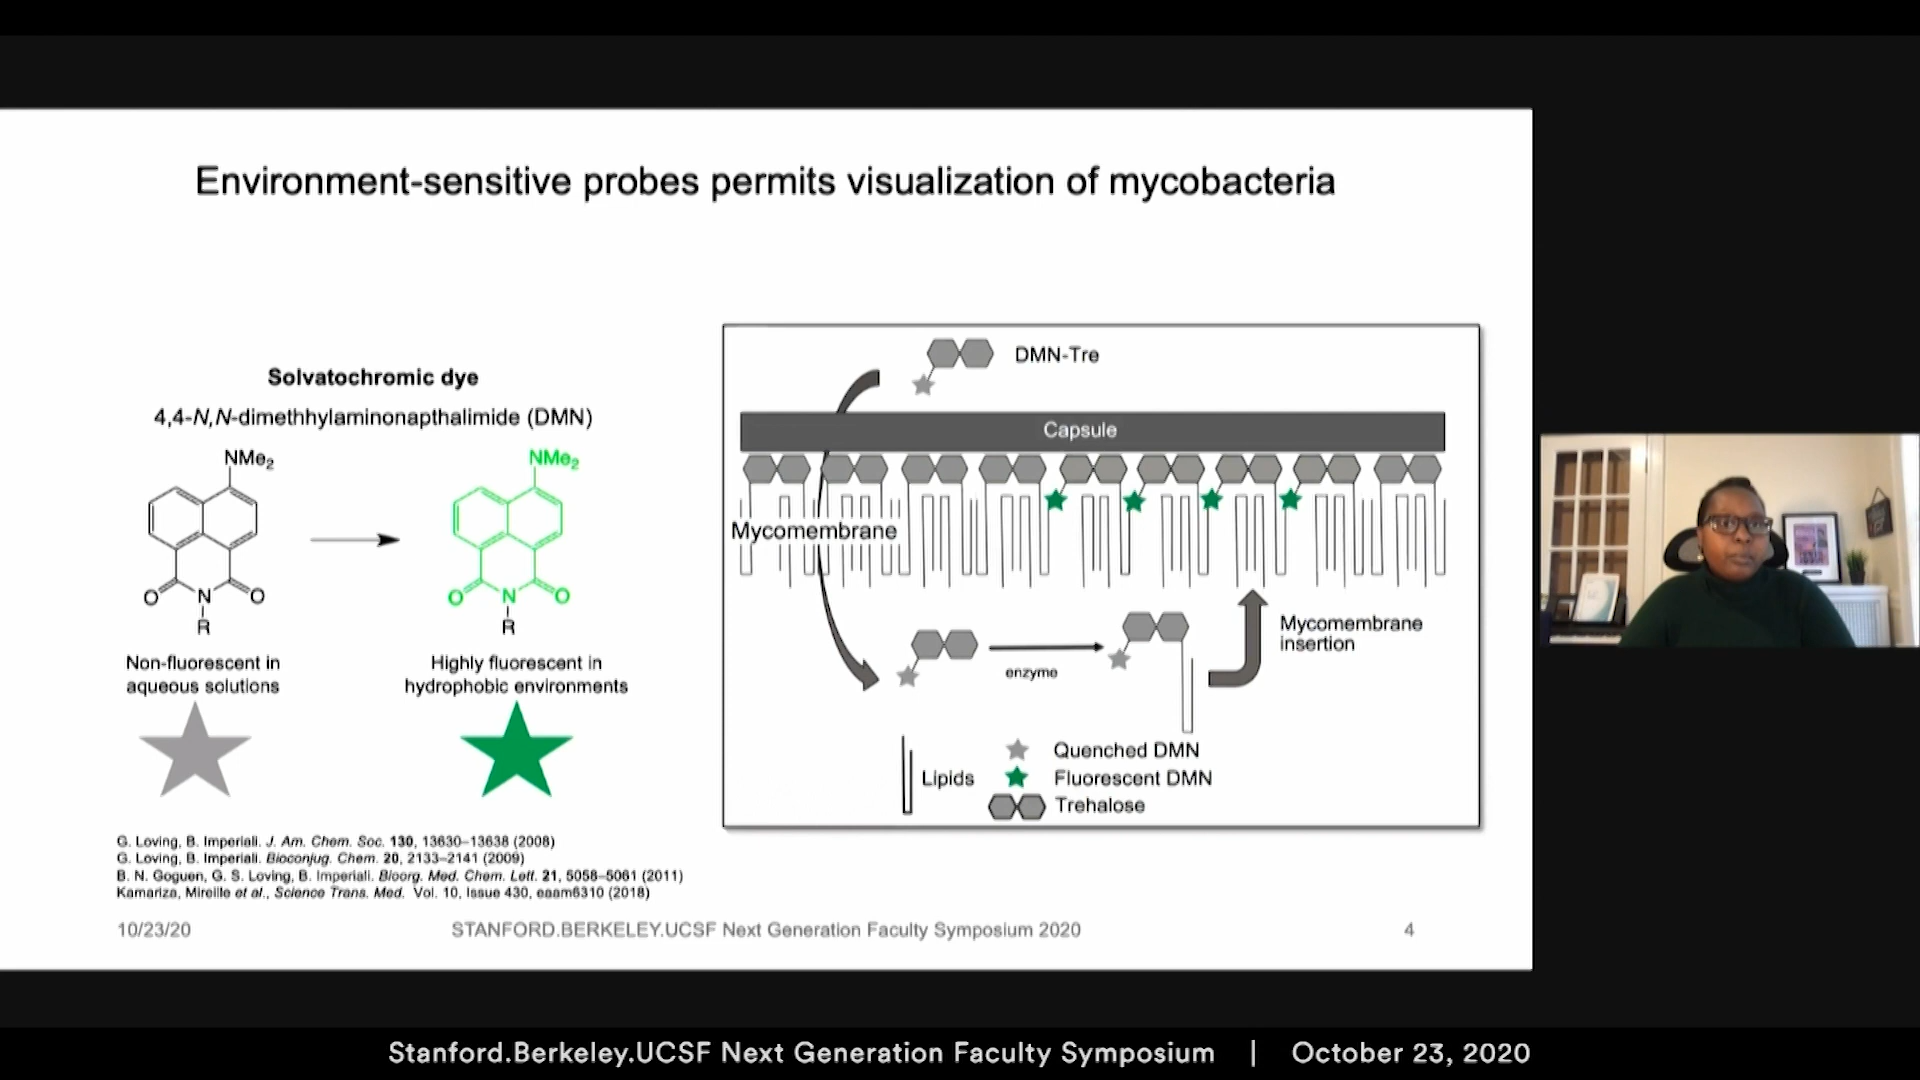 Environment-sensitive probes permits visualization of mycobacteria
Solvatochromic dye
4,4-N,N-dimethhylaminonapthalimide (DMN)
NMe2
O N O
R
NMe2
O N O
R
Non-fluorescent in
aqueous solutions
Highly fluorescent in
hydrophobic environments
DMN-Tre
Capsule
Mycomembrane
enzyme
Mycomembrane
insertion
Lipids
Quenched DMN
Fluorescent DMN
Trehalose
G. Loving, B. Imperiali. J. Am. Chem. Soc. 130, 13630–13638 (2008)
G. Loving, B. Imperiali. Bioconjug. Chem. 20, 2133–2141 (2009)
B. N. Goguen, G. S. Loving, B. Imperiali. Bioorg. Med. Chem. Lett. 21, 5058–5061 (2011)
Kamariza, Mireille et al., Science Trans. Med. Vol. 10, Issue 430, eaam6310 (2018)
10/23/20
STANFORD.BERKELEY.UCSF Next Generation Faculty Symposium 2020
4
Stanford.Berkeley.UCSF Next Generation Faculty Symposium | October 23, 2020